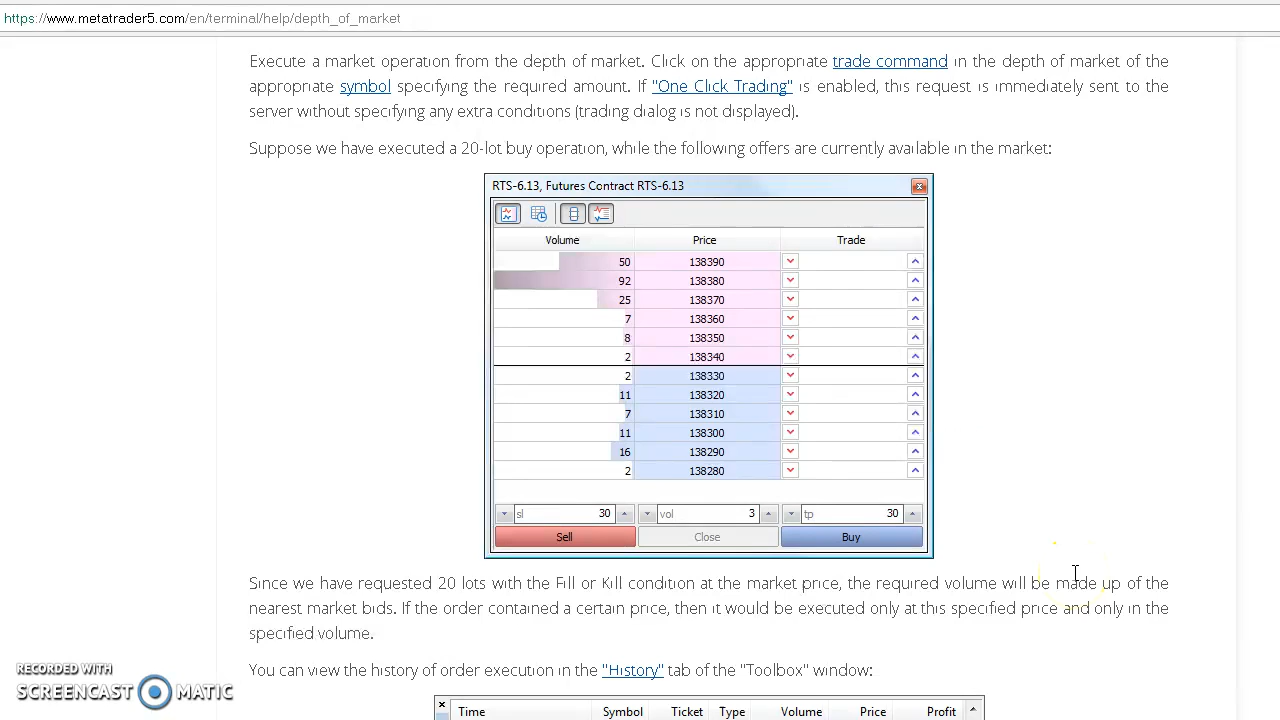 https://www.metatrader5.com/en/terminal/help/depth_of_market
Execute a market operation from the depth of market. Click on the appropriate trade command in the depth of market of the
appropriate symbol specifying the required amount. If "One Click Trading" is enabled, this request is immediately sent to the
server without specifying any extra conditions (trading dialog is not displayed).
Suppose we have executed a 20-lot buy operation, while the following offers are currently available in the market:
RTS-6.13, Futures Contract RTS-6.13
Volume Price Trade
50 138390
92 138380
25 138370
7 138360
8 138350
2 138340
2 138330
11 138320
7 138310
11 138300
16 138290
2 138280
sl 30 vol 3 tp 30
Sell Close Buy
Since we have requested 20 lots with the Fill or Kill condition at the market price, the required volume will be made up of the
nearest market bids. If the order contained a certain price, then it would be executed only at this specified price and only in the
specified volume.
You can view the history of order execution in the "History" tab of the "Toolbox" window:
RECORDED WITH
SCREENCAST MATIC
Time Symbol Ticket Type Volume Price Profit